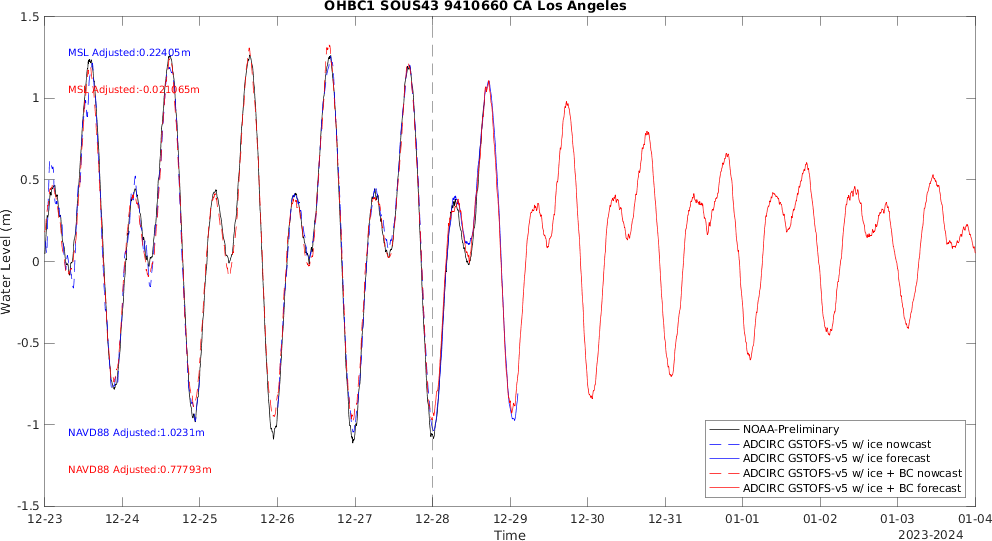 OHBC1 SOUS43 9410660 CA Los Angeles
1.5
1
0.5
0
-0.5
-1
-1.5
Water Level (m)
MSL Adjusted:0.22405m
MSL Adjusted:-0.021065m
NAVD88 Adjusted:1.0231m
NAVD88 Adjusted:0.77793m
NOAA-Preliminary
ADCIRC GSTOFS-v5 w/ ice nowcast
ADCIRC GSTOFS-v5 w/ ice forecast
ADCIRC GSTOFS-v5 w/ ice + BC nowcast
ADCIRC GSTOFS-v5 w/ ice + BC forecast
12-23 12-24 12-25 12-26 12-27 12-28 12-29 12-30 12-31 01-01 01-02 01-03 01-04
Time
2023-2024